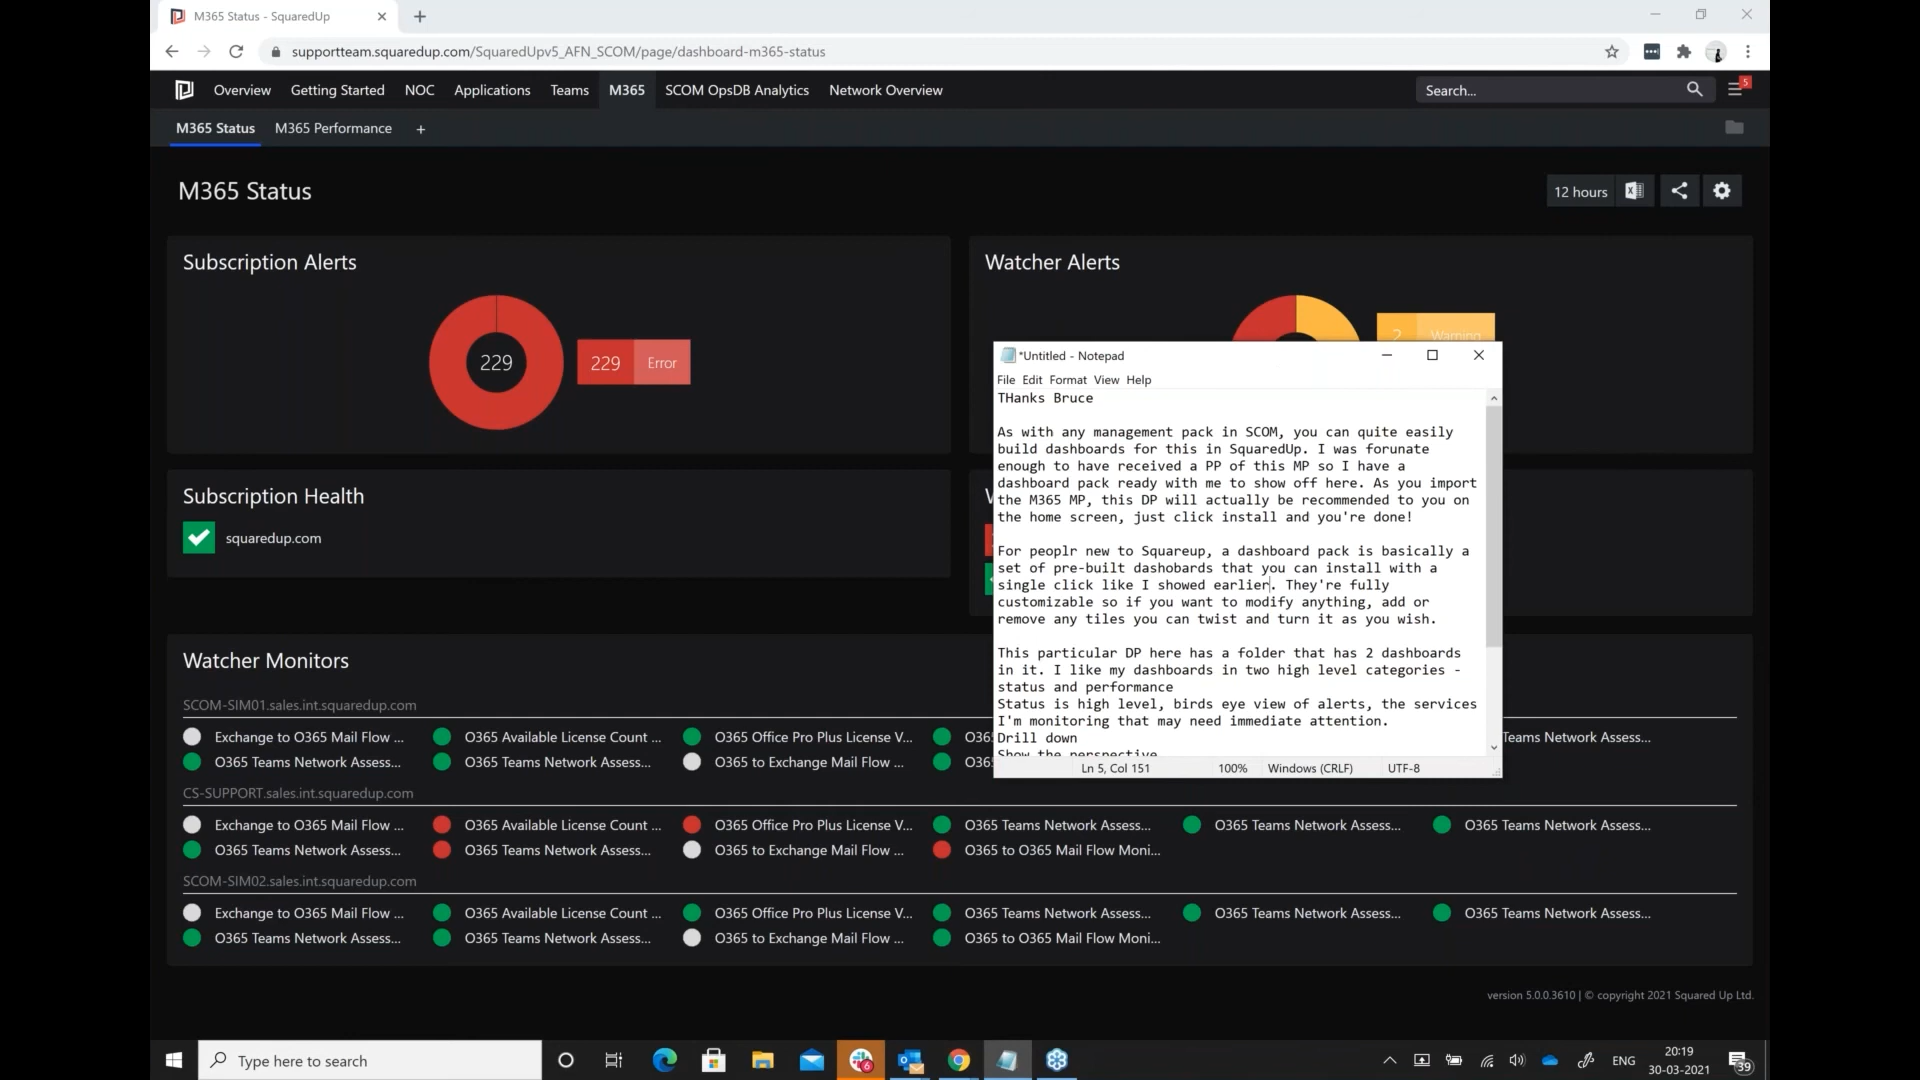 M365 Status - SquaredUp
supportteam.squaredup.com/SquaredUpv5_AFN_SCOM/page/dashboard-m365-status
Overview Getting Started NOC Applications Teams M365 SCOM OpsDB Analytics Network Overview
Search...
5
M365 Status M365 Performance +
M365 Status
12 hours
Subscription Alerts
229
229 Error
Watcher Alerts
2 Warning
Subscription Health
squaredup.com
*Untitled - Notepad
File Edit Format View Help
THanks Bruce
As with any management pack in SCOM, you can quite easily
build dashboards for this in SquaredUp. I was forunate
enough to have received a PP of this MP so I have a
dashboard pack ready with me to show off here. As you import
the M365 MP, this DP will actually be recommended to you on
the home screen, just click install and you're done!
For peoplr new to Squareup, a dashboard pack is basically a
set of pre-built dashobards that you can install with a
single click like I showed earlier. They're fully
customizable so if you want to modify anything, add or
remove any tiles you can twist and turn it as you wish.
This particular DP here has a folder that has 2 dashboards
in it. I like my dashboards in two high level categories -
status and performance
Status is high level, birds eye view of alerts, the services
I'm monitoring that may need immediate attention.
Drill down
Show the perspective
Ln 5, Col 151 100% Windows (CRLF) UTF-8
Watcher Monitors
SCOM-SIM01.sales.int.squaredup.com
Exchange to O365 Mail Flow ... O365 Available License Count ... O365 Office Pro Plus License V... O36 Teams Network Assess...
O365 Teams Network Assess... O365 Teams Network Assess... O365 to Exchange Mail Flow ... O36
CS-SUPPORT.sales.int.squaredup.com
Exchange to O365 Mail Flow ... O365 Available License Count ... O365 Office Pro Plus License V... O365 Teams Network Assess... O365 Teams Network Assess... O365 Teams Network Assess...
O365 Teams Network Assess... O365 Teams Network Assess... O365 to Exchange Mail Flow ... O365 to O365 Mail Flow Moni...
SCOM-SIM02.sales.int.squaredup.com
Exchange to O365 Mail Flow ... O365 Available License Count ... O365 Office Pro Plus License V... O365 Teams Network Assess... O365 Teams Network Assess... O365 Teams Network Assess...
O365 Teams Network Assess... O365 Teams Network Assess... O365 to Exchange Mail Flow ... O365 to O365 Mail Flow Moni...
version 5.0.0.3610 | © copyright 2021 Squared Up Ltd.
Type here to search
6
ENG
20:19
30-03-2021
39